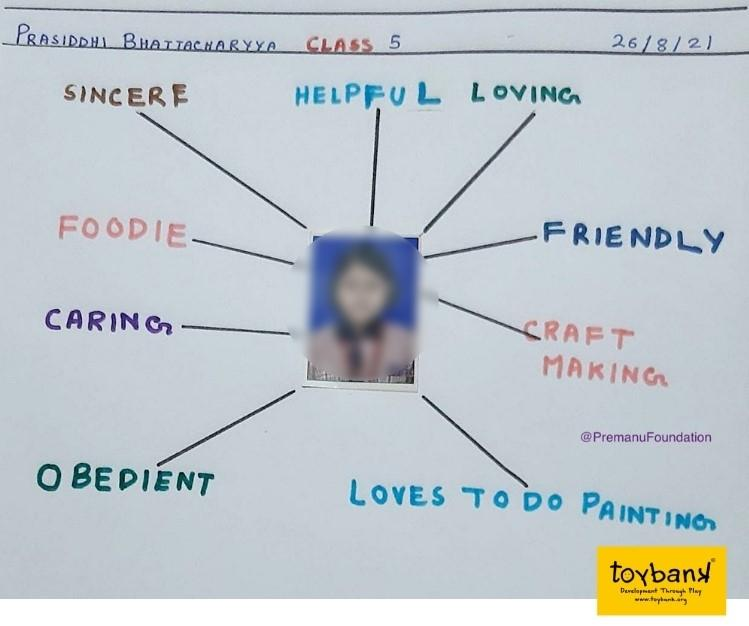 PRASIDDHI BHATTACHARYYA CLASS 5 26/8/21
SINCERE HELPFUL LOVING
FOODIE FRIENDLY
CARING CRAFT
MAKING
@PremanuFoundation
OBEDIENT LOVES TO DO PAINTING
toybank
Development Through Play
www.toybank.org